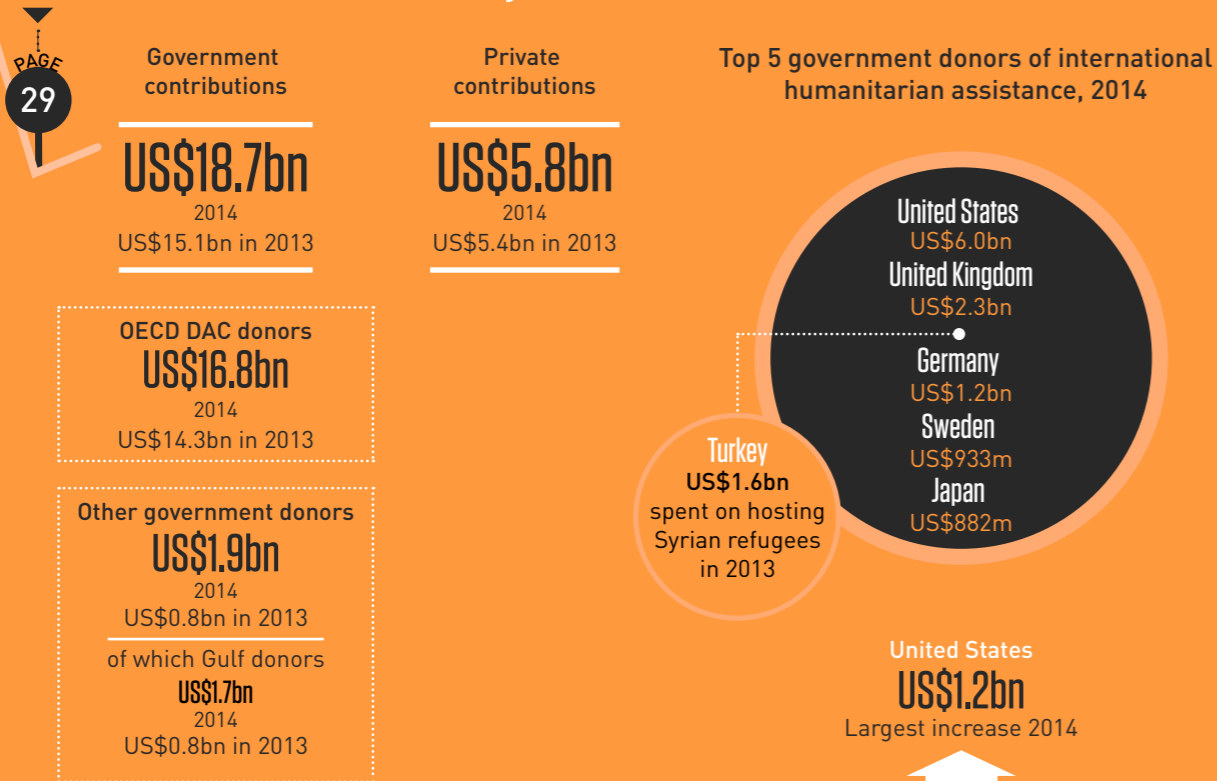 PAGE
29
Government
contributions
US$18.7bn
2014
US$15.1bn in 2013
Private
contributions
US$5.8bn
2014
US$5.4bn in 2013
OECD DAC donors
US$16.8bn
2014
US$14.3bn in 2013
Other government donors
US$1.9bn
2014
US$0.8bn in 2013
of which Gulf donors
US$1.7bn
2014
US$0.8bn in 2013
Top 5 government donors of international
humanitarian assistance, 2014
United States
US$6.0bn
United Kingdom
US$2.3bn
Germany
US$1.2bn
Sweden
US$933m
Japan
US$882m
Turkey
US$1.6bn
spent on hosting
Syrian refugees
in 2013
United States
US$1.2bn
Largest increase 2014